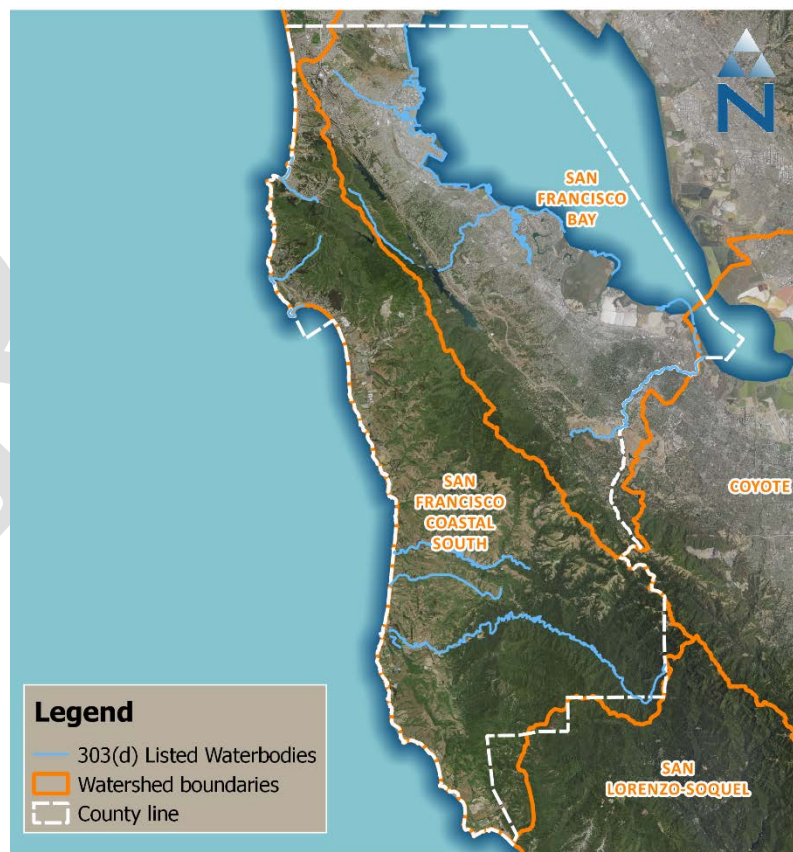 N
SAN
FRANCISCO
BAY
COYOTE
SAN
FRANCISCO
COASTAL
SOUTH
SAN
LORENZO-SOQUEL
Legend
303(d) Listed Waterbodies
Watershed boundaries
County line